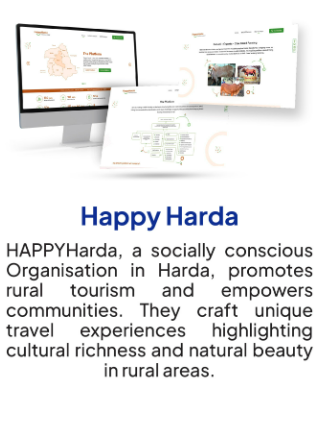 Happy Harda
HAPPYHarda, a socially conscious
Organisation in Harda, promotes
rural tourism and empowers
communities. They craft unique
travel experiences highlighting
cultural richness and natural beauty
in rural areas.